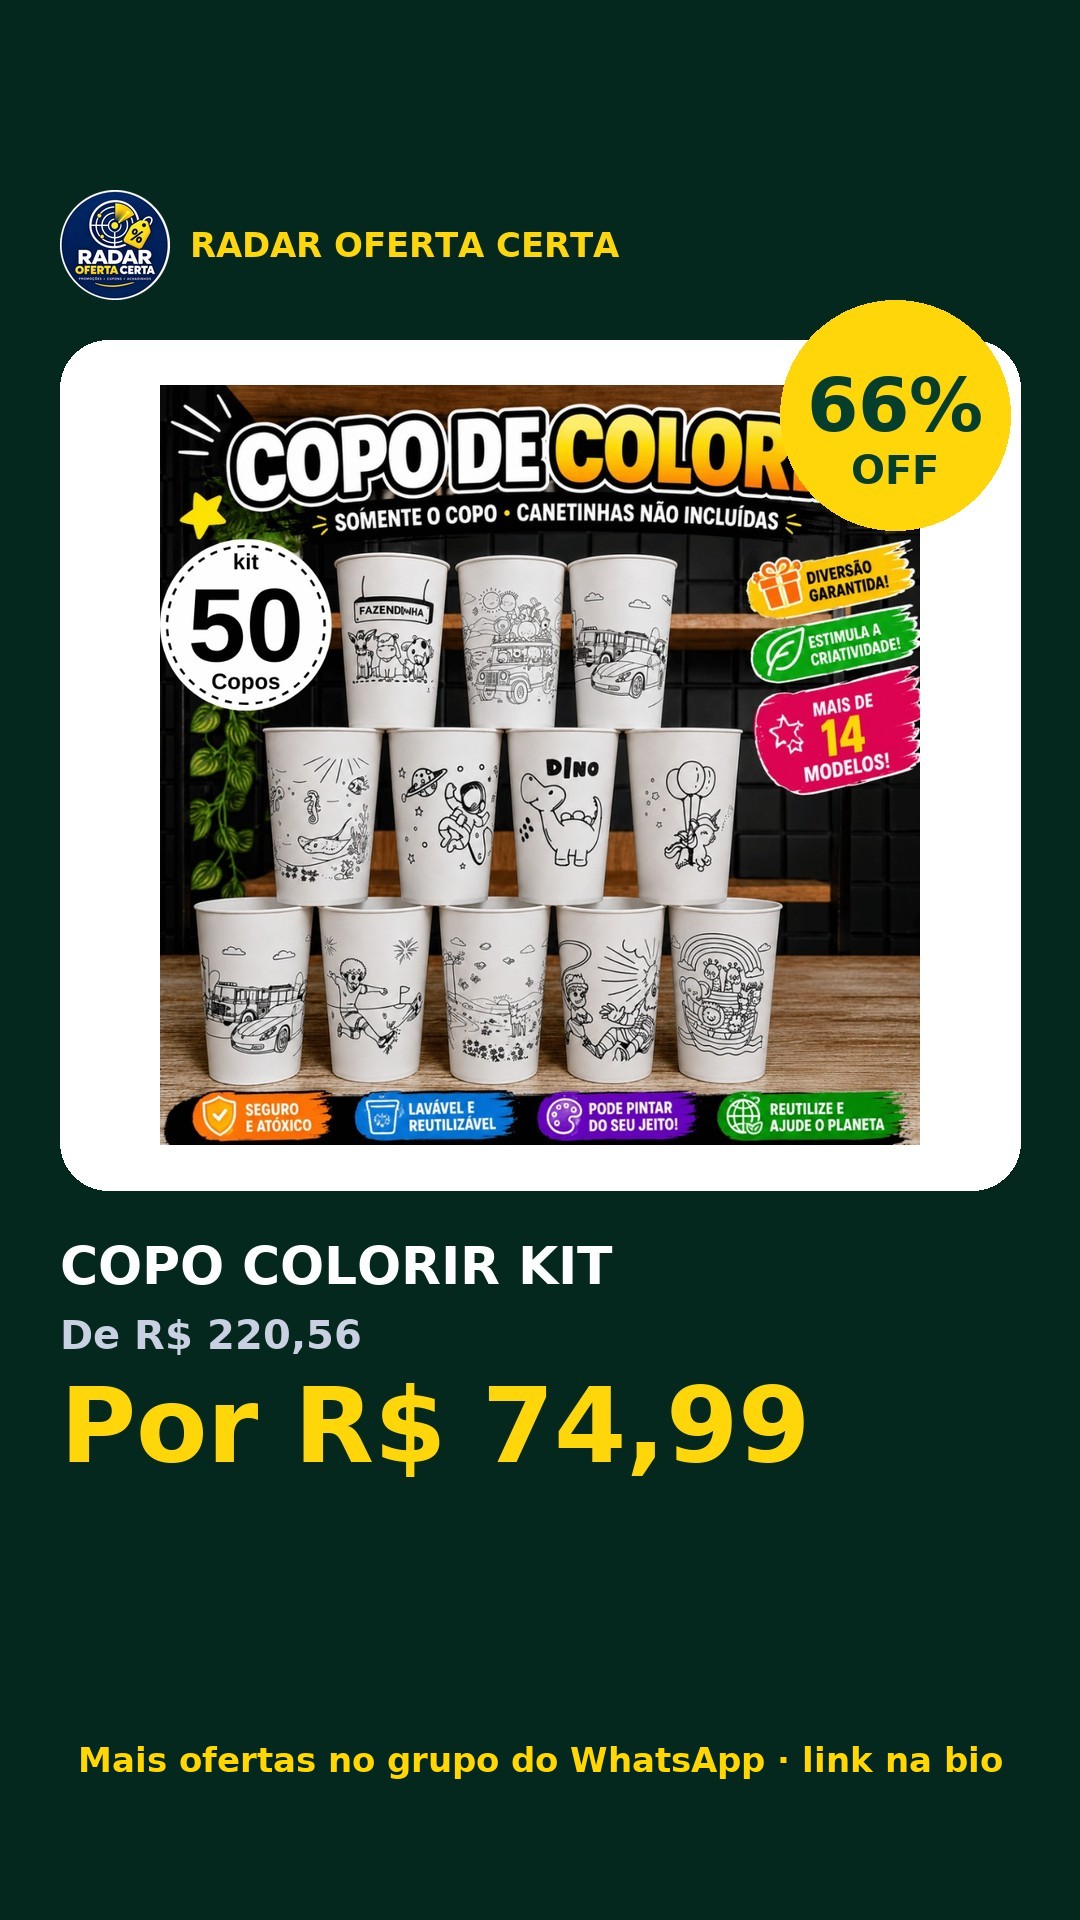 RADAR
OFERTA CERTA
PROMOÇÕES • CUPONS • ACHADINHOS
RADAR OFERTA CERTA
66%
OFF
COPO DE COLOR
SOMENTE O COPO • CANETINHAS NÃO INCLUÍDAS
kit
50
Copos
DIVERSÃO
GARANTIDA!
ESTIMULA A
CRIATIVIDADE!
MAIS DE
14
MODELOS!
FAZENDINHA
DINO
SEGURO
E ATÓXICO
LAVÁVEL E
REUTILIZÁVEL
PODE PINTAR
DO SEU JEITO!
REUTILIZE E
AJUDE O PLANETA
COPO COLORIR KIT
De R$ 220,56
Por R$ 74,99
Mais ofertas no grupo do WhatsApp · link na bio